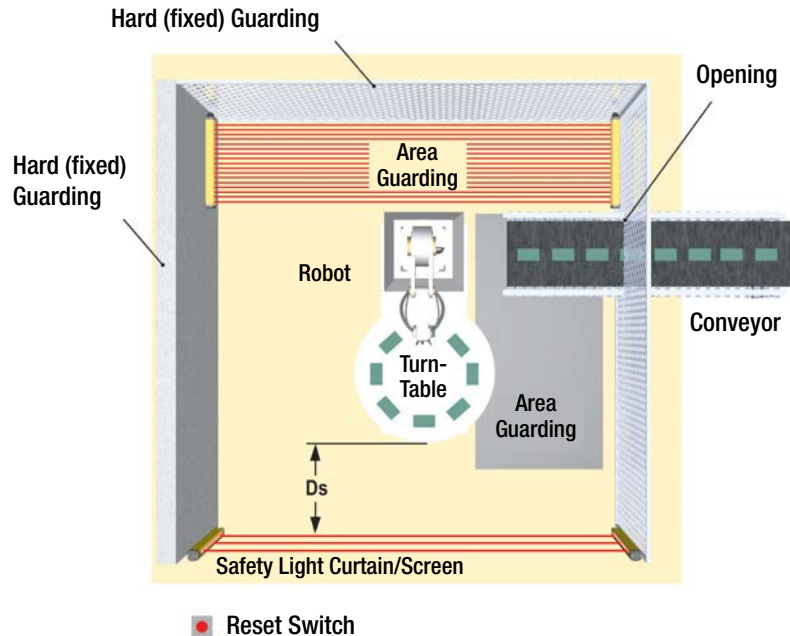 Hard (fixed) Guarding
Opening
Hard (fixed)
Guarding
Area
Guarding
Robot
Conveyor
Turn-
Table
Area
Guarding
Ds
Safety Light Curtain/Screen
Reset Switch